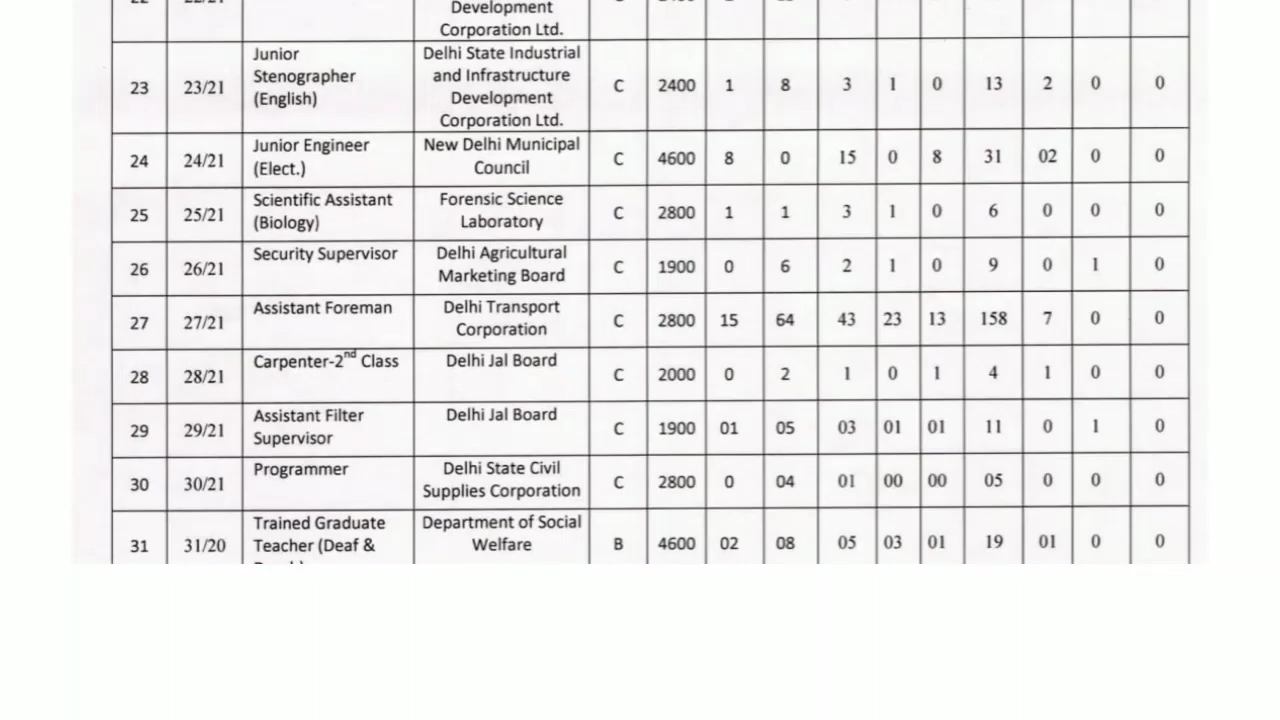 Development
Corporation Ltd.
23 23/21 Junior Stenographer (English) Delhi State Industrial and Infrastructure Development Corporation Ltd. C 2400 1 8 3 1 0 13 2 0 0
24 24/21 Junior Engineer (Elect.) New Delhi Municipal Council C 4600 8 0 15 0 8 31 02 0 0
25 25/21 Scientific Assistant (Biology) Forensic Science Laboratory C 2800 1 1 3 1 0 6 0 0 0
26 26/21 Security Supervisor Delhi Agricultural Marketing Board C 1900 0 6 2 1 0 9 0 1 0
27 27/21 Assistant Foreman Delhi Transport Corporation C 2800 15 64 43 23 13 158 7 0 0
28 28/21 Carpenter-2nd Class Delhi Jal Board C 2000 0 2 1 0 1 4 1 0 0
29 29/21 Assistant Filter Supervisor Delhi Jal Board C 1900 01 05 03 01 01 11 0 1 0
30 30/21 Programmer Delhi State Civil Supplies Corporation C 2800 0 04 01 00 00 05 0 0 0
31 31/20 Trained Graduate Teacher (Deaf & Department of Social Welfare B 4600 02 08 05 03 01 19 01 0 0